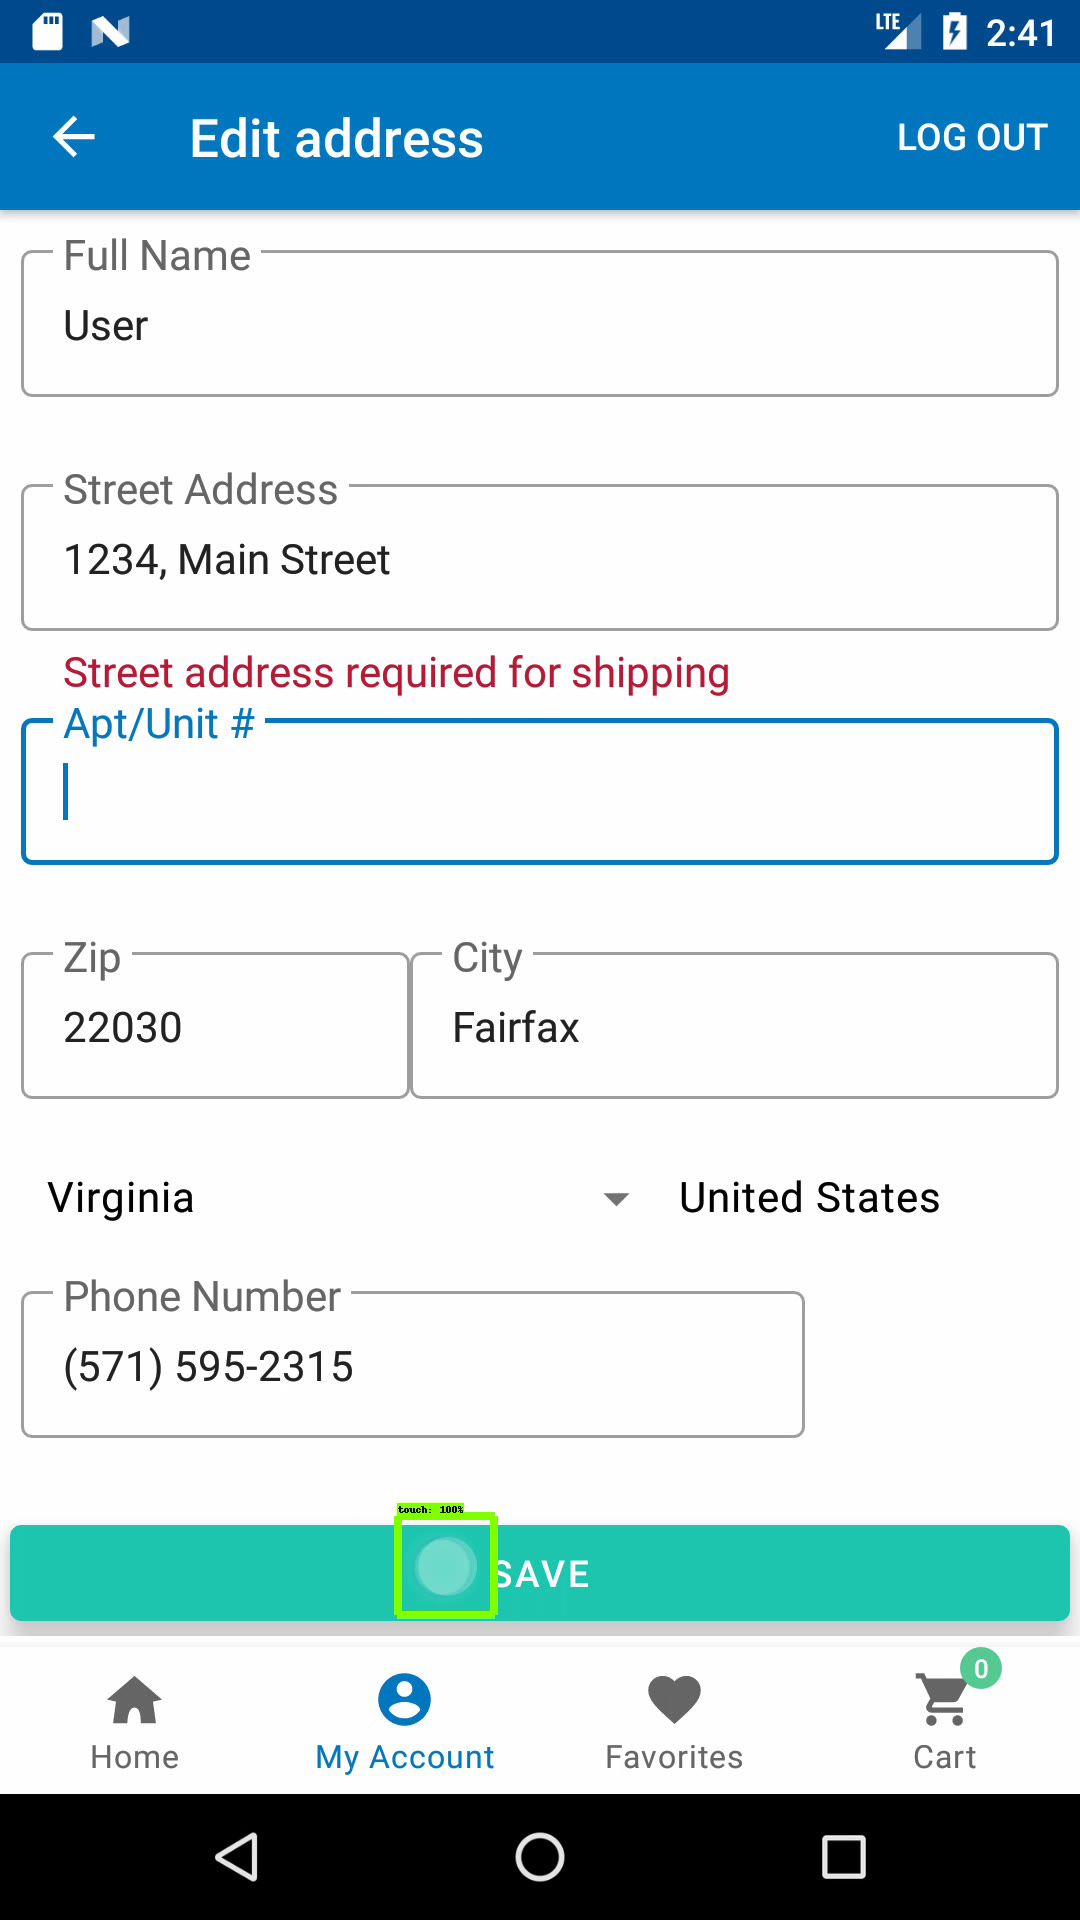 LTE 2:41
Edit address LOG OUT
Full Name
User
Street Address
1234, Main Street
Street address required for shipping
Apt/Unit #
Zip City
22030 Fairfax
Virginia United States
Phone Number
(571) 595-2315
touch: 100%
SAVE
0
Home My Account Favorites Cart